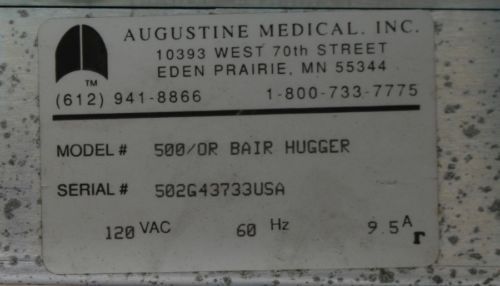 AUGUSTINE MEDICAL. INC.
10393 WEST 70th STREET
EDEN PRAIRIE, MN 55344
TM
(612) 941-8866 1-800-733-7775
MODEL # 500/OR BAIR HUGGER
SERIAL # 502G43733USA
120 VAC 60 Hz 9.5 A
r